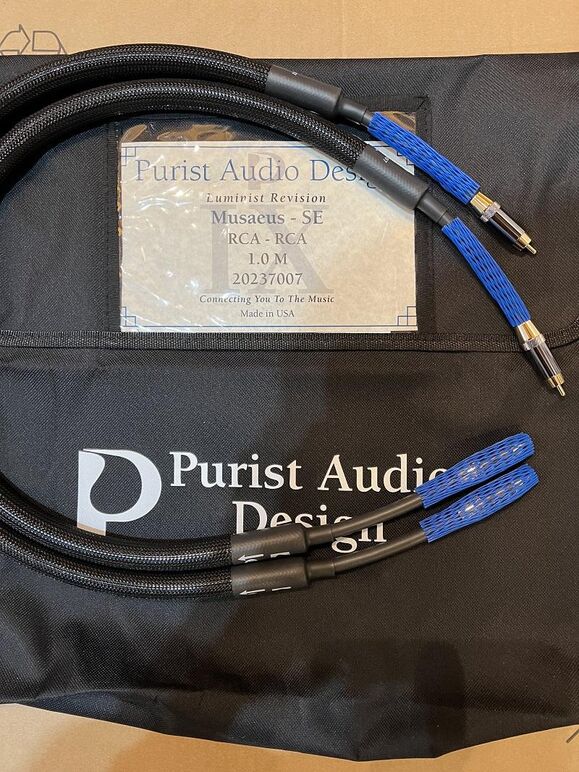 Purist Audio Design
Luminist Revision
Musaeus - SE
RCA - RCA
1.0 M
20237007
Connecting You To The Music
Made in USA
Purist Audio
Design